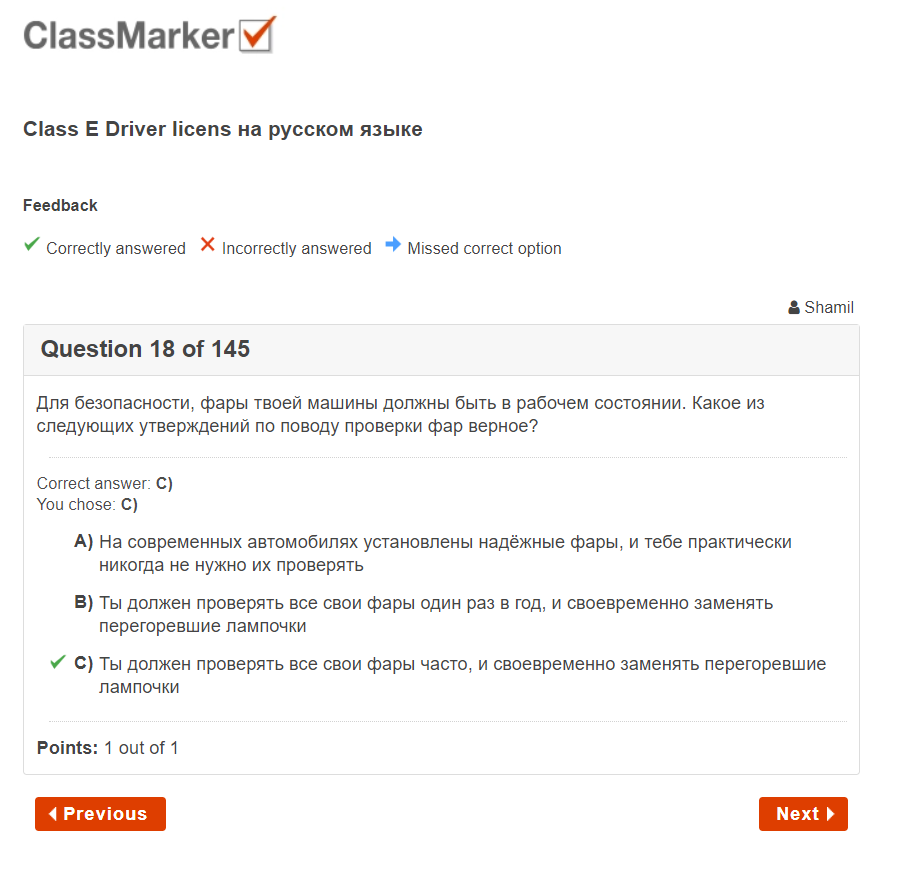 ClassMarker
Class E Driver licens на русском языке
Feedback
Correctly answered Incorrectly answered Missed correct option
Shamil
Question 18 of 145
Для безопасности, фары твоей машины должны быть в рабочем состоянии. Какое из
следующих утверждений по поводу проверки фар верное?
Correct answer: C)
You chose: C)
A) На современных автомобилях установлены надёжные фары, и тебе практически
никогда не нужно их проверять
B) Ты должен проверять все свои фары один раз в год, и своевременно заменять
перегоревшие лампочки
C) Ты должен проверять все свои фары часто, и своевременно заменять перегоревшие
лампочки
Points: 1 out of 1
Previous
Next